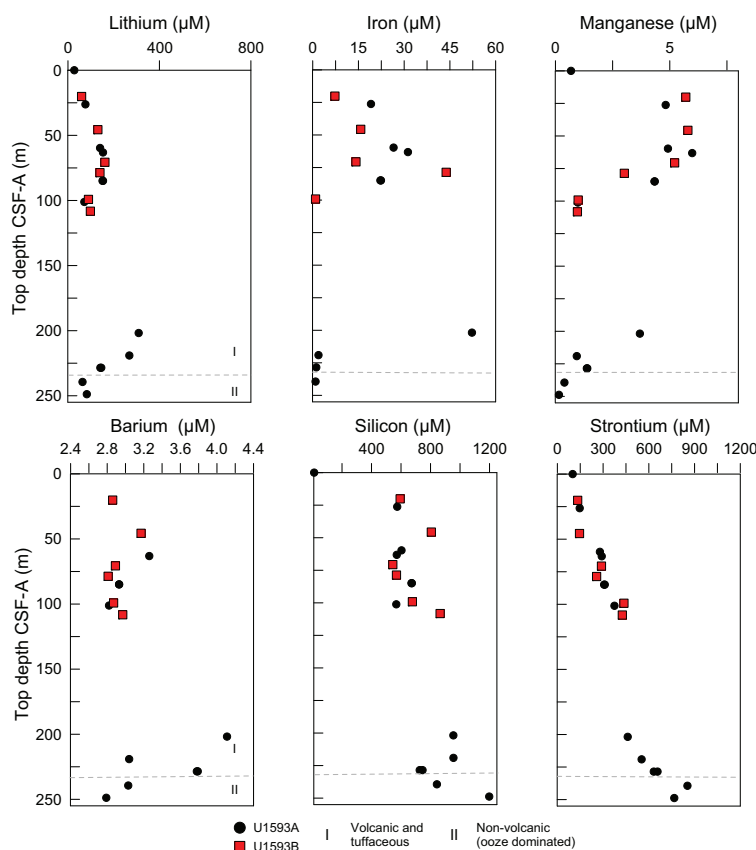 Lithium (µM)
0 400 800
Iron (µM)
0 15 30 45 60
Manganese (µM)
0 5
Top depth CSF-A (m)
0
50
100
150
200
250
I
II
Barium (µM)
2.4 2.8 3.2 3.6 4.0 4.4
Silicon (µM)
400 800 1200
Strontium (µM)
0 300 600 900 1200
Top depth CSF-A (m)
0
50
100
150
200
250
I
II
U1593A
U1593B
I Volcanic and
tuffaceous
II Non-volcanic
(ooze dominated)